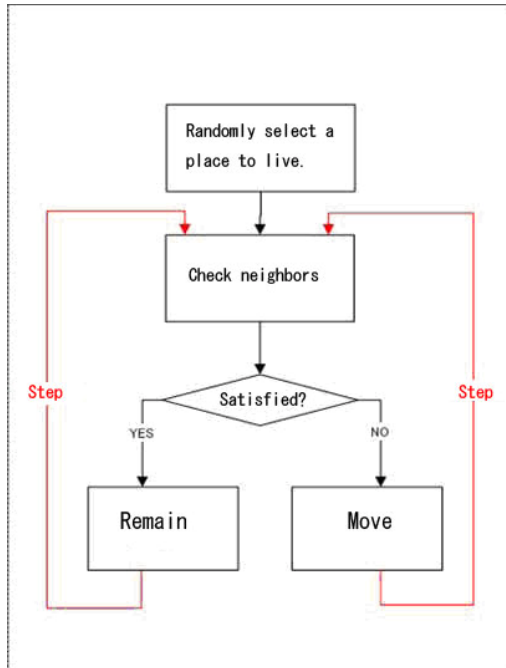 Randomly select a
place to live.
Check neighbors
Satisfied?
Step
Step
YES
NO
Remain
Move